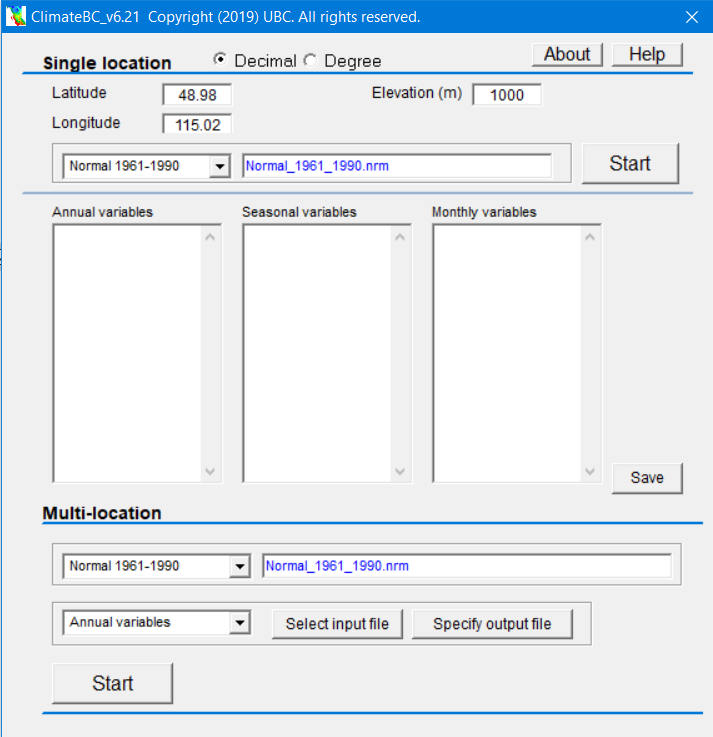 ClimateBC_v6.21  Copyright (2019) UBC. All rights reserved.
Single location Decimal Degree About Help
Latitude 48.98 Elevation (m) 1000
Longitude 115.02
Normal 1961-1990 Normal_1961_1990.nrm Start
Annual variables Seasonal variables Monthly variables
Save
Multi-location
Normal 1961-1990 Normal_1961_1990.nrm
Annual variables Select input file Specify output file
Start